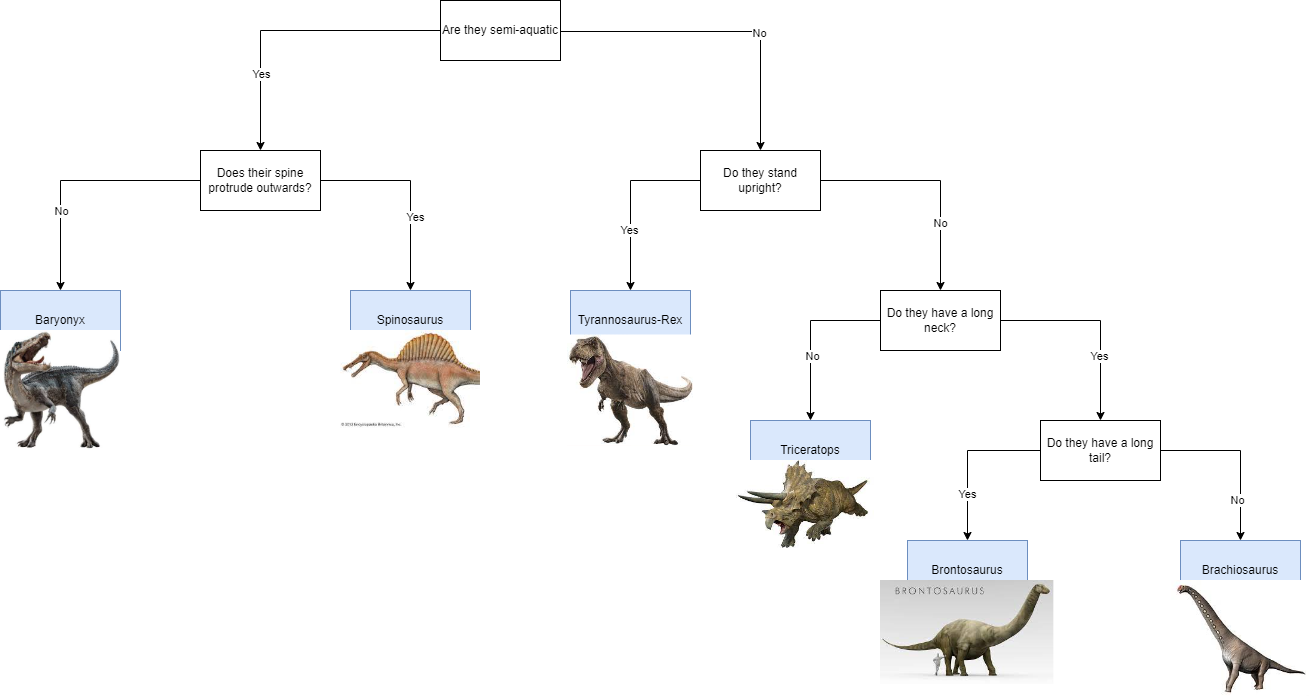 Are they semi-aquatic
No
Yes
Does their spine
protrude outwards?
Do they stand
upright?
No
Yes
Yes
No
Baryonyx
Spinosaurus
Tyrannosaurus-Rex
Do they have a long
neck?
No
Yes
© 2013 Encyclopædia Britannica, Inc.
Triceratops
Do they have a long
tail?
Yes
No
Brontosaurus
Brachiosaurus
BRONTOSAURUS